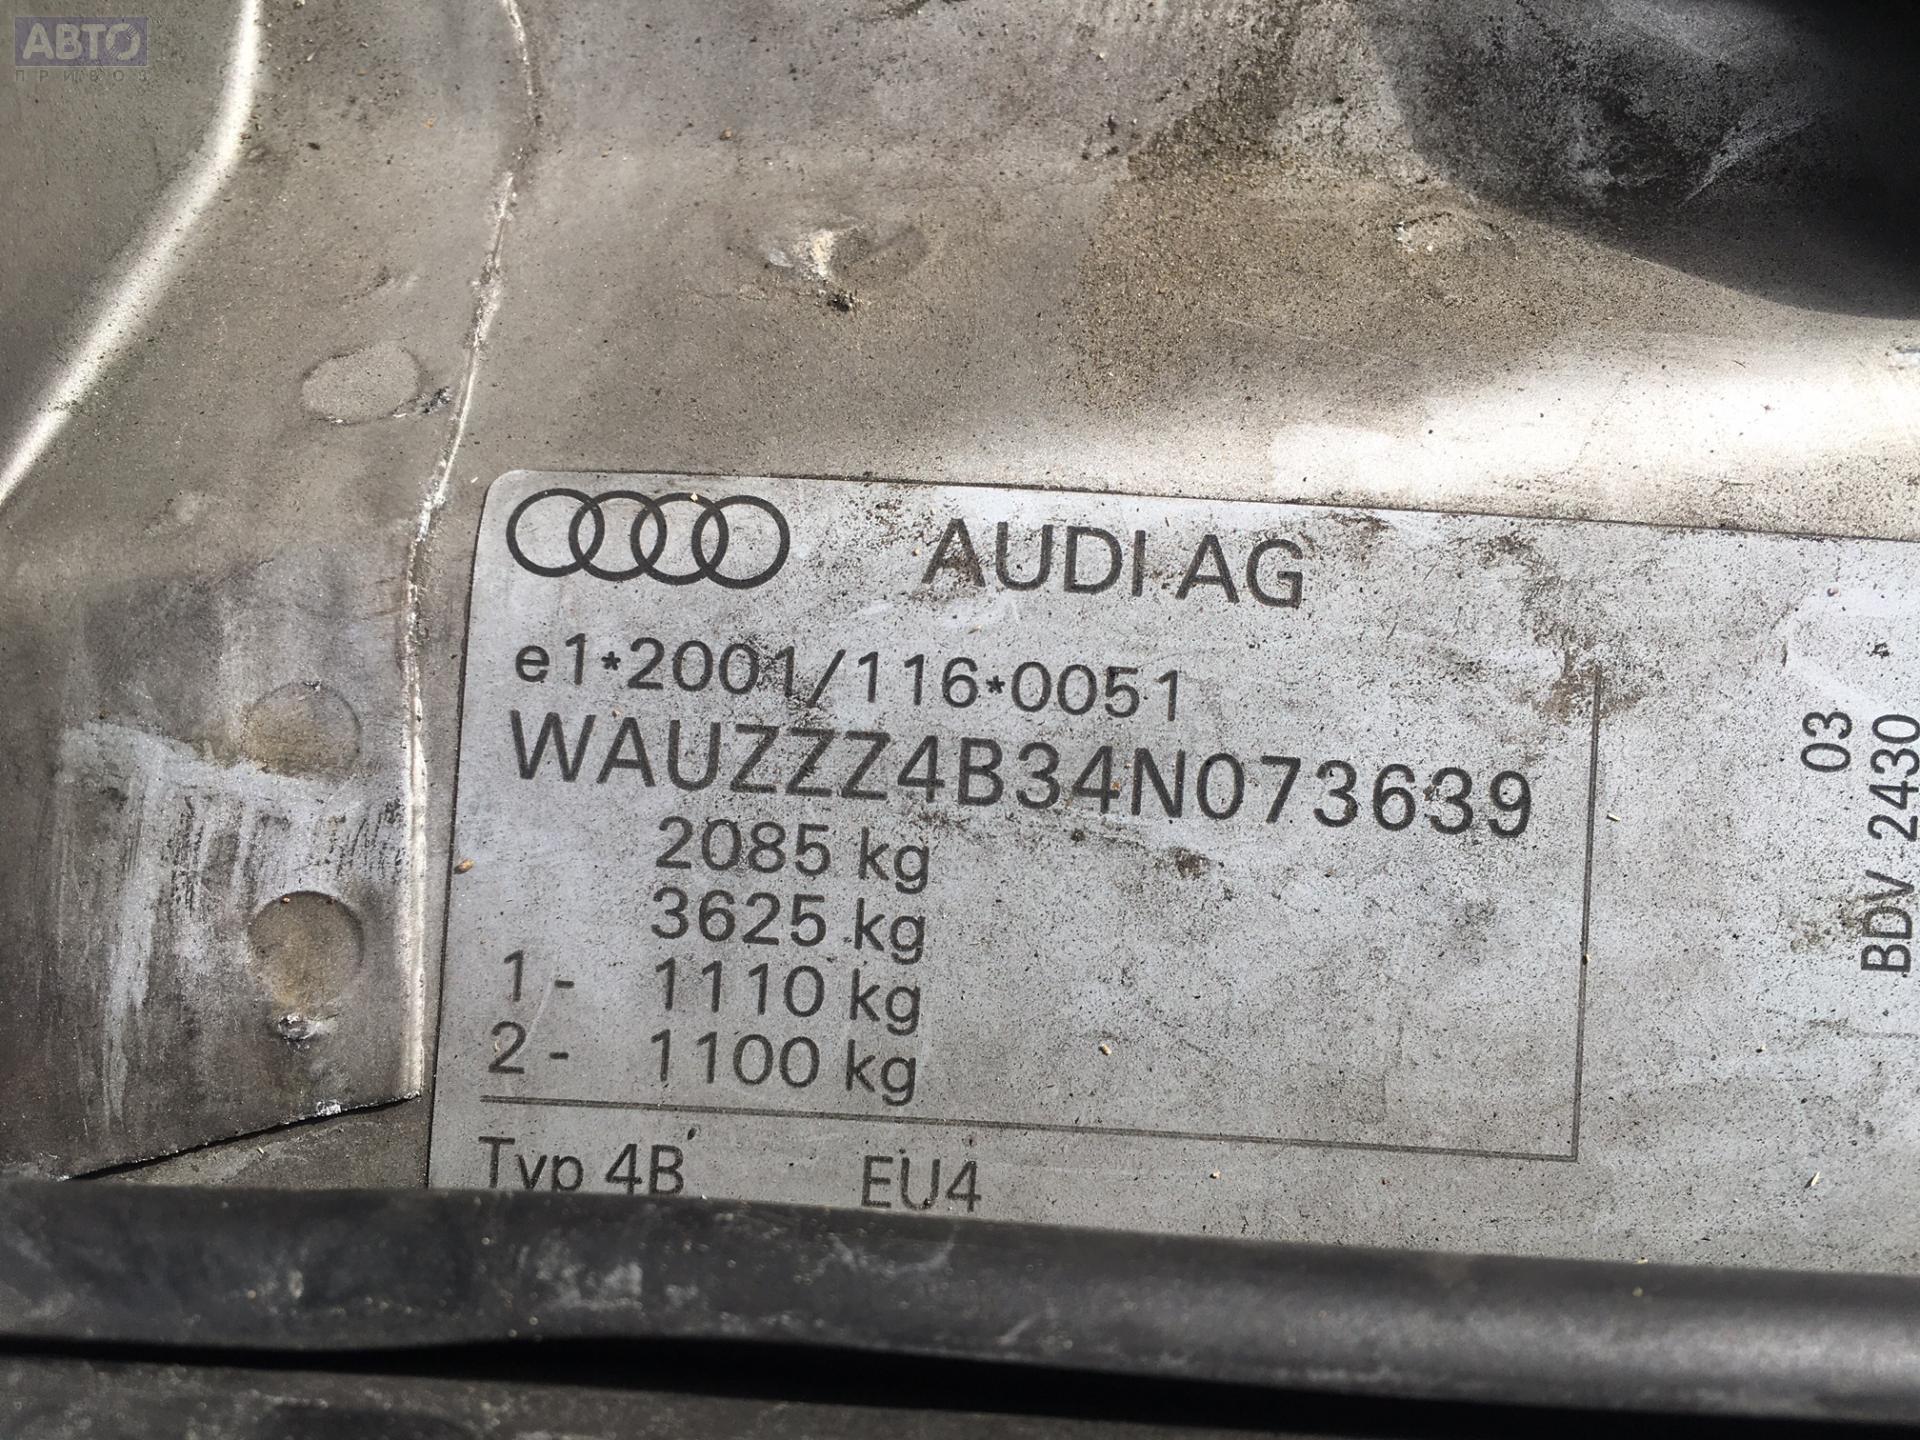 АВТО
ПРИВОЗ
AUDI AG
e1*2001/116*0051
WAUZZZ4B34N073639
2085 kg
3625 kg
1 - 1110 kg
2 - 1100 kg
Typ 4B EU4
03
BDV 2430